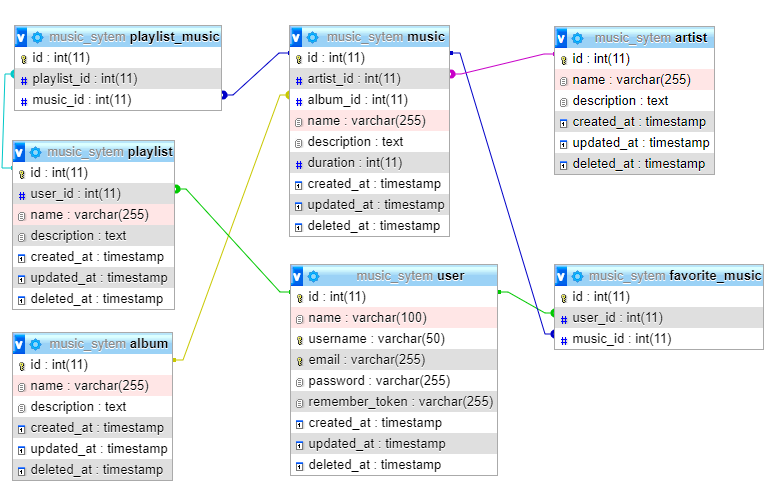 music_sytem playlist_music
id : int(11)
playlist_id : int(11)
music_id : int(11)
music_sytem playlist
id : int(11)
user_id : int(11)
name : varchar(255)
description : text
created_at : timestamp
updated_at : timestamp
deleted_at : timestamp
music_sytem album
id : int(11)
name : varchar(255)
description : text
created_at : timestamp
updated_at : timestamp
deleted_at : timestamp
music_sytem music
id : int(11)
artist_id : int(11)
album_id : int(11)
name : varchar(255)
description : text
duration : int(11)
created_at : timestamp
updated_at : timestamp
deleted_at : timestamp
music_sytem user
id : int(11)
name : varchar(100)
username : varchar(50)
email : varchar(255)
password : varchar(255)
remember_token : varchar(255)
created_at : timestamp
updated_at : timestamp
deleted_at : timestamp
music_sytem artist
id : int(11)
name : varchar(255)
description : text
created_at : timestamp
updated_at : timestamp
deleted_at : timestamp
music_sytem favorite_music
id : int(11)
user_id : int(11)
music_id : int(11)